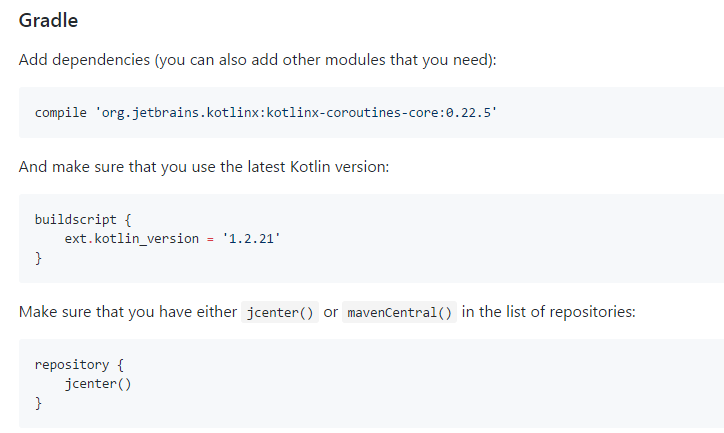 Gradle
Add dependencies (you can also add other modules that you need):
compile 'org.jetbrains.kotlinx:kotlinx-coroutines-core:0.22.5'
And make sure that you use the latest Kotlin version:
buildscript {
    ext.kotlin_version = '1.2.21'
}
Make sure that you have either jcenter() or mavenCentral() in the list of repositories:
repository {
    jcenter()
}